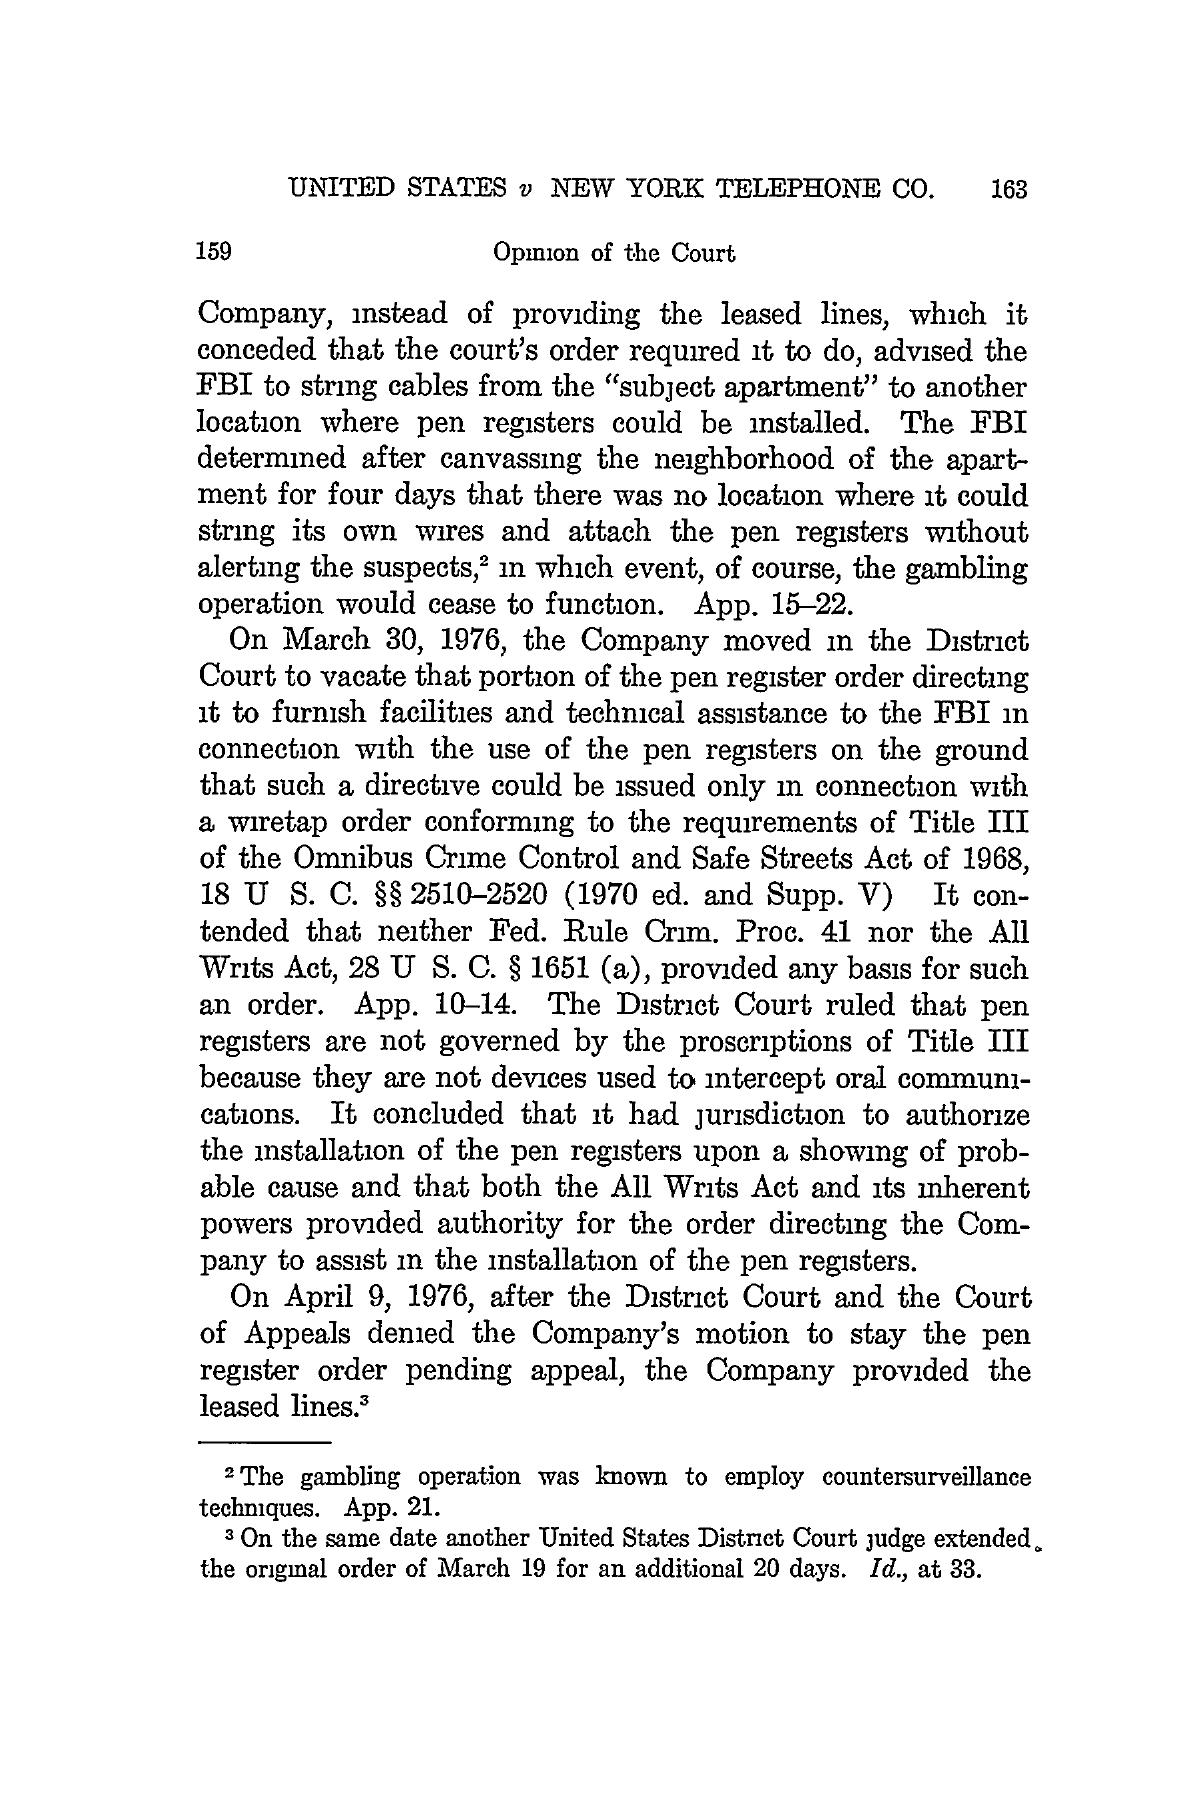 UNITED STATES v NEW YORK TELEPHONE CO. 163
159 Opinion of the Court
Company, instead of providing the leased lines, which it
conceded that the court's order required it to do, advised the
FBI to string cables from the "subject apartment" to another
location where pen registers could be installed. The FBI
determined after canvassing the neighborhood of the apart-
ment for four days that there was no location where it could
string its own wires and attach the pen registers without
alerting the suspects,² in which event, of course, the gambling
operation would cease to function. App. 15–22.
On March 30, 1976, the Company moved in the District
Court to vacate that portion of the pen register order directing
it to furnish facilities and technical assistance to the FBI in
connection with the use of the pen registers on the ground
that such a directive could be issued only in connection with
a wiretap order conforming to the requirements of Title III
of the Omnibus Crime Control and Safe Streets Act of 1968,
18 U S. C. §§ 2510–2520 (1970 ed. and Supp. V) It con-
tended that neither Fed. Rule Crim. Proc. 41 nor the All
Writs Act, 28 U S. C. § 1651 (a), provided any basis for such
an order. App. 10–14. The District Court ruled that pen
registers are not governed by the proscriptions of Title III
because they are not devices used to intercept oral communi-
cations. It concluded that it had jurisdiction to authorize
the installation of the pen registers upon a showing of prob-
able cause and that both the All Writs Act and its inherent
powers provided authority for the order directing the Com-
pany to assist in the installation of the pen registers.
On April 9, 1976, after the District Court and the Court
of Appeals denied the Company's motion to stay the pen
register order pending appeal, the Company provided the
leased lines.³
² The gambling operation was known to employ countersurveillance
techniques. App. 21.
³ On the same date another United States District Court judge extended
the original order of March 19 for an additional 20 days. Id., at 33.